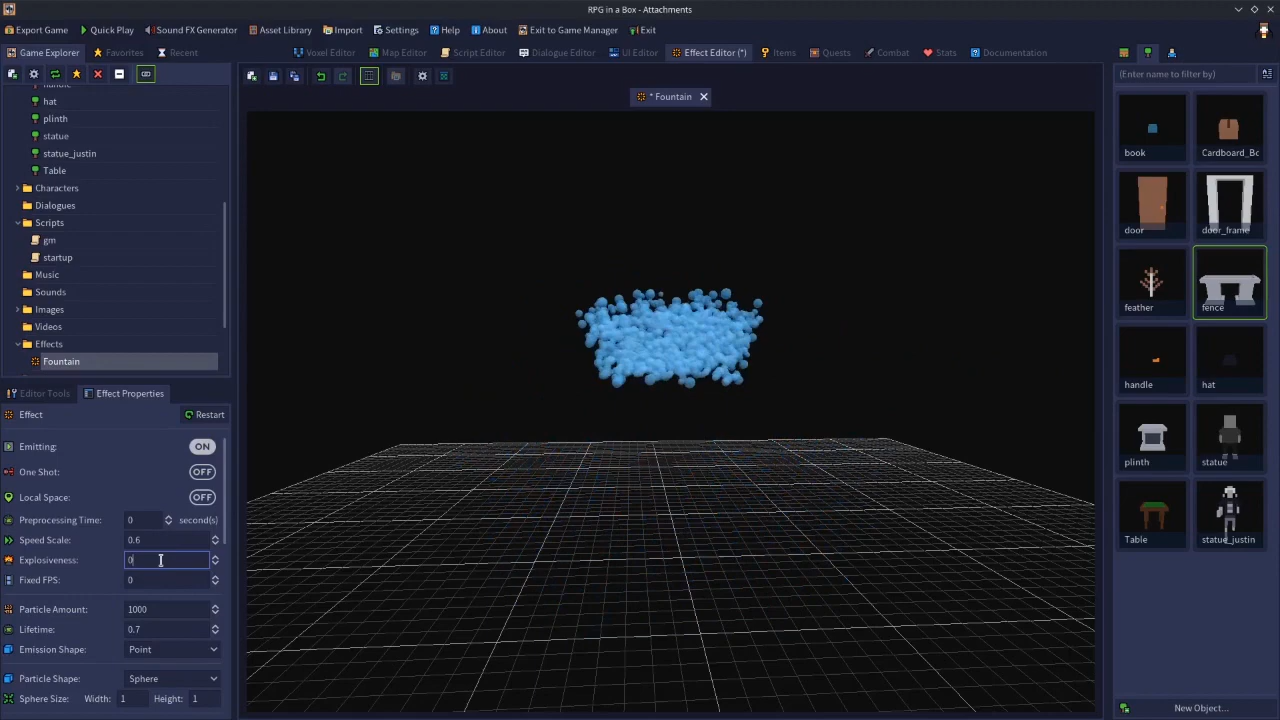 RPG in a Box - Attachments
Export Game Quick Play Sound FX Generator Asset Library Import Settings Help About Exit to Game Manager Exit
Game Explorer Favorites Recent Voxel Editor Map Editor Script Editor Dialogue Editor UI Editor Effect Editor (*) Items Quests Combat Stats Documentation
(Enter name to filter by)
* Fountain
handle
hat
plinth
statue
statue_justin
Table
Characters
Dialogues
Scripts
gm
startup
Music
Sounds
Images
Videos
Effects
Fountain
Editor Tools Effect Properties
Effect Restart
Emitting: ON
One Shot: OFF
Local Space: OFF
Preprocessing Time: 0 second(s)
Speed Scale: 0.6
Explosiveness: 0
Fixed FPS: 0
Particle Amount: 1000
Lifetime: 0.7
Emission Shape: Point
Particle Shape: Sphere
Sphere Size: Width: 1 Height: 1
book Cardboard_Bc
door door_frame
feather fence
handle hat
plinth statue
Table statue_justin
New Object...